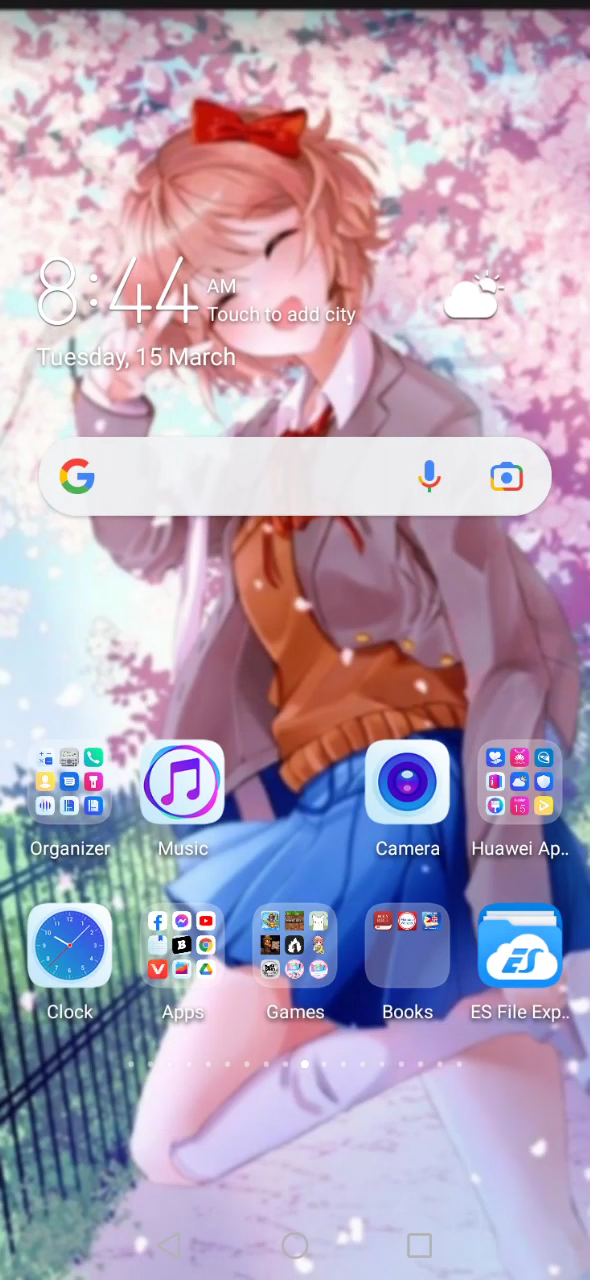 8:44
AM
Touch to add city
Tuesday, 15 March
Organizer
Music
Camera
Huawei Ap..
Clock
Apps
Games
Books
ES File Exp..